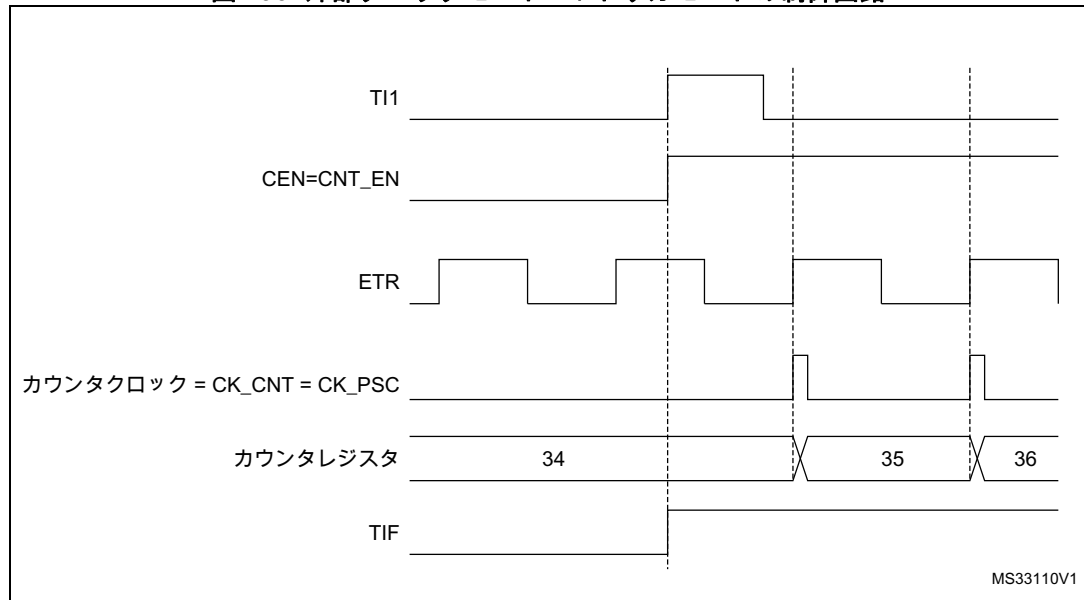 TI1
CEN=CNT_EN
ETR
カウンタクロック = CK_CNT = CK_PSC
カウンタレジスタ 34 35 36
TIF
MS33110V1